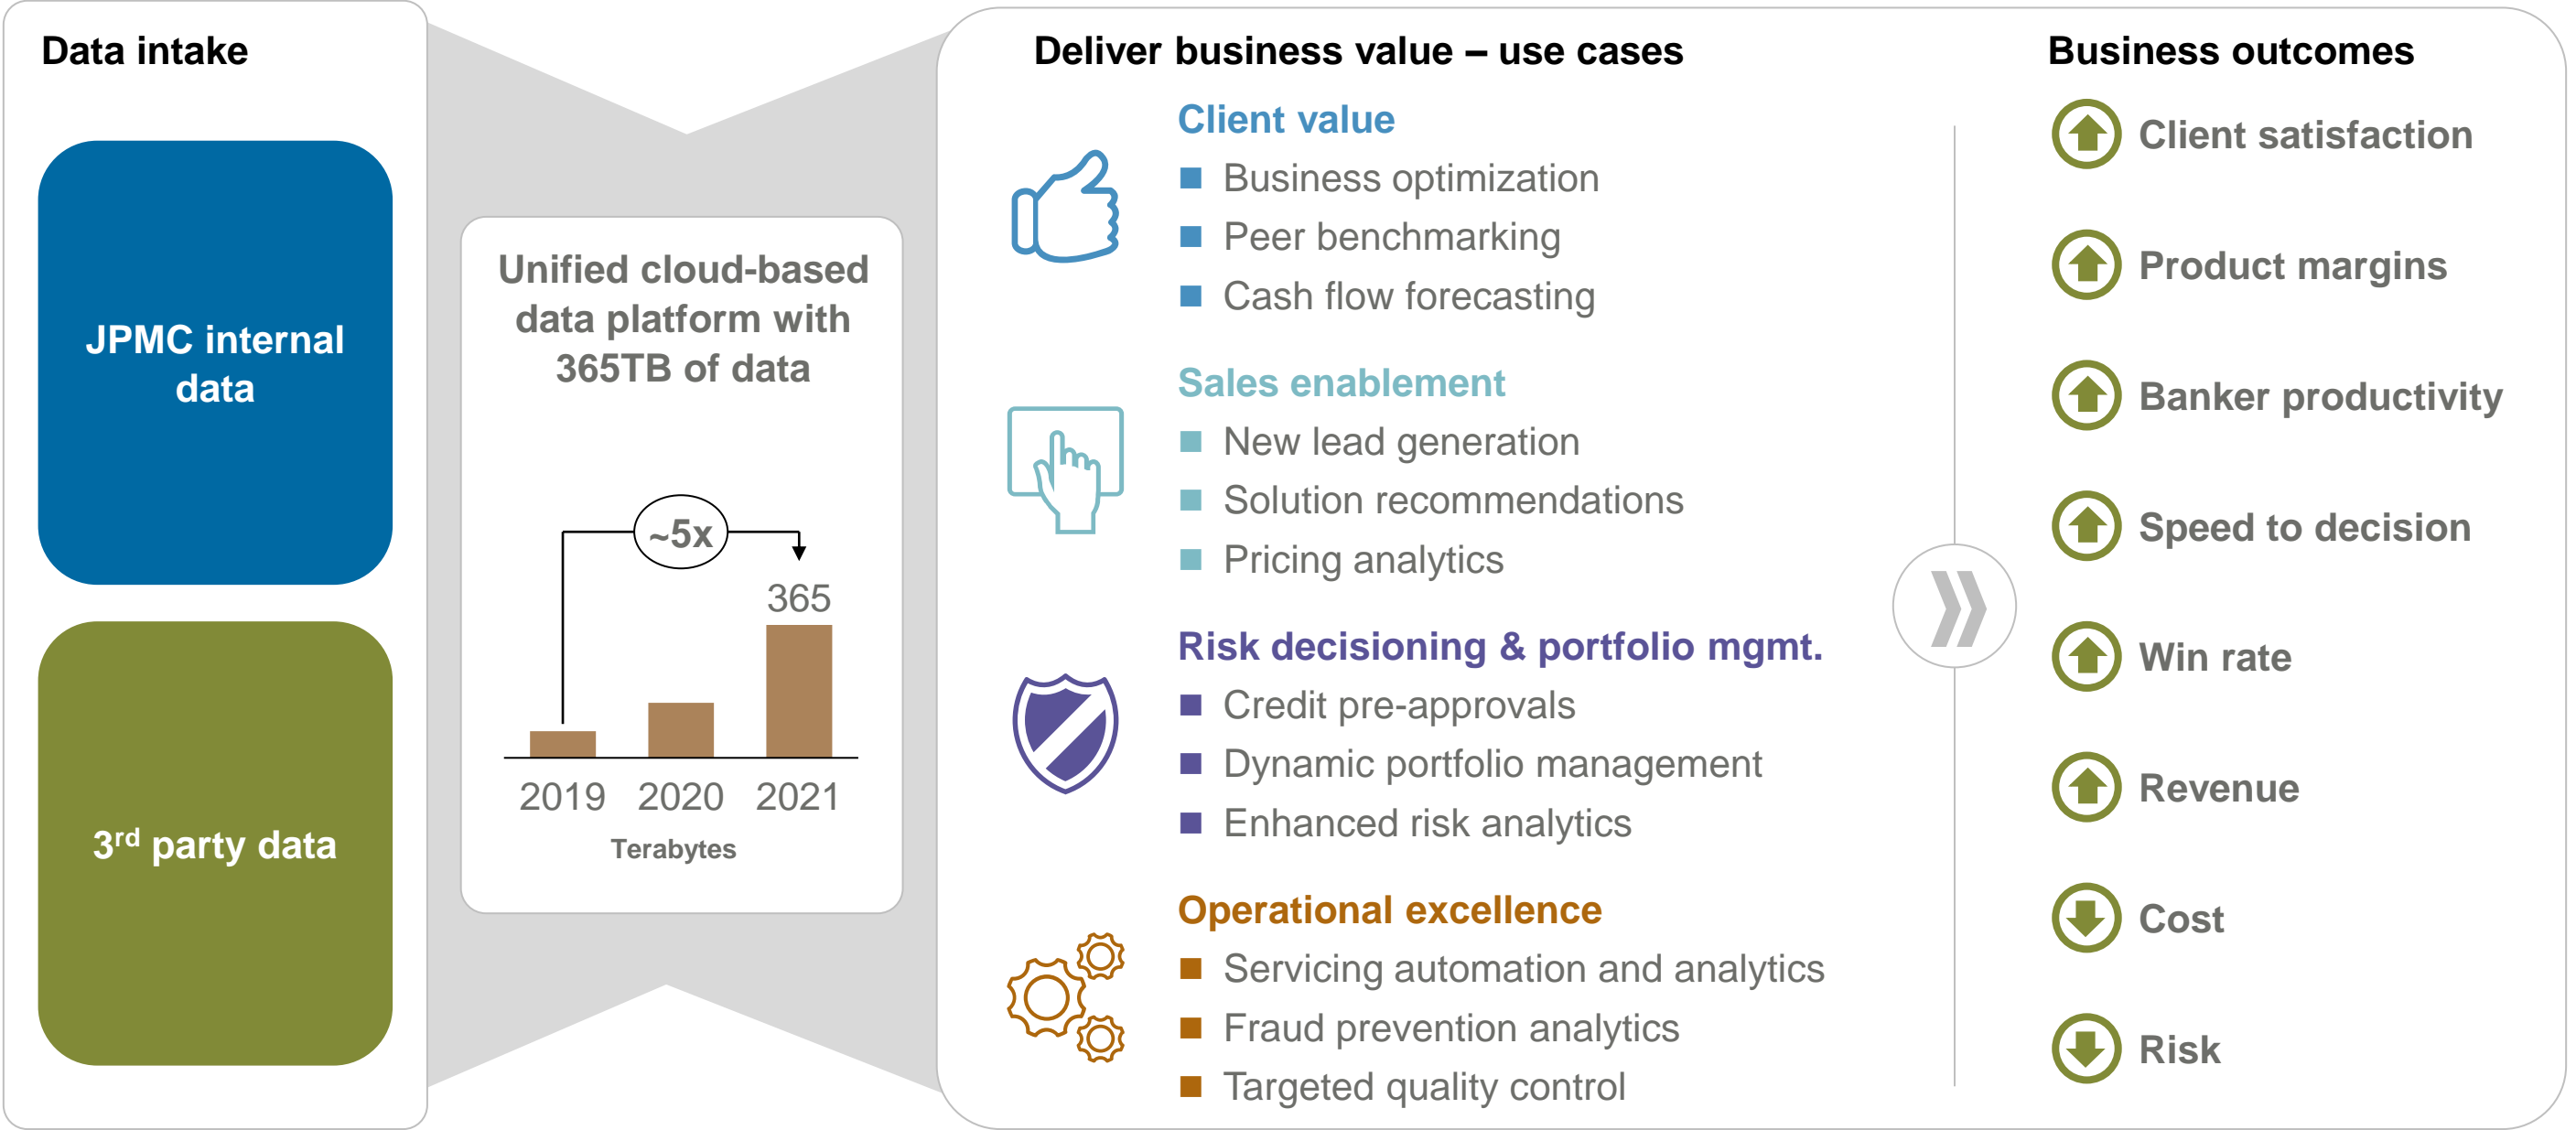 Data intake
JPMC internal
data
3rd party data
Unified cloud-based
data platform with
365TB of data
~5x
365
2019 2020 2021
Terabytes
Deliver business value – use cases
Client value
■ Business optimization
■ Peer benchmarking
■ Cash flow forecasting
Sales enablement
■ New lead generation
■ Solution recommendations
■ Pricing analytics
Risk decisioning & portfolio mgmt.
■ Credit pre-approvals
■ Dynamic portfolio management
■ Enhanced risk analytics
Operational excellence
■ Servicing automation and analytics
■ Fraud prevention analytics
■ Targeted quality control
Business outcomes
Client satisfaction
Product margins
Banker productivity
Speed to decision
Win rate
Revenue
Cost
Risk